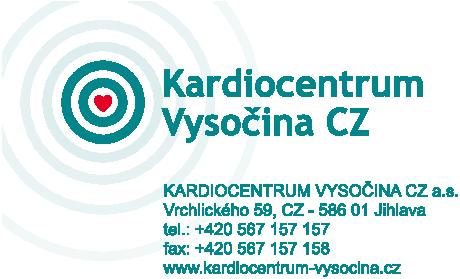 Kardiocentrum
Vysočina CZ
KARDIOCENTRUM VYSOČINA CZ a.s.
Vrchlického 59, CZ - 586 01 Jihlava
tel.: +420 567 157 157
fax: +420 567 157 158
www.kardiocentrum-vysocina.cz